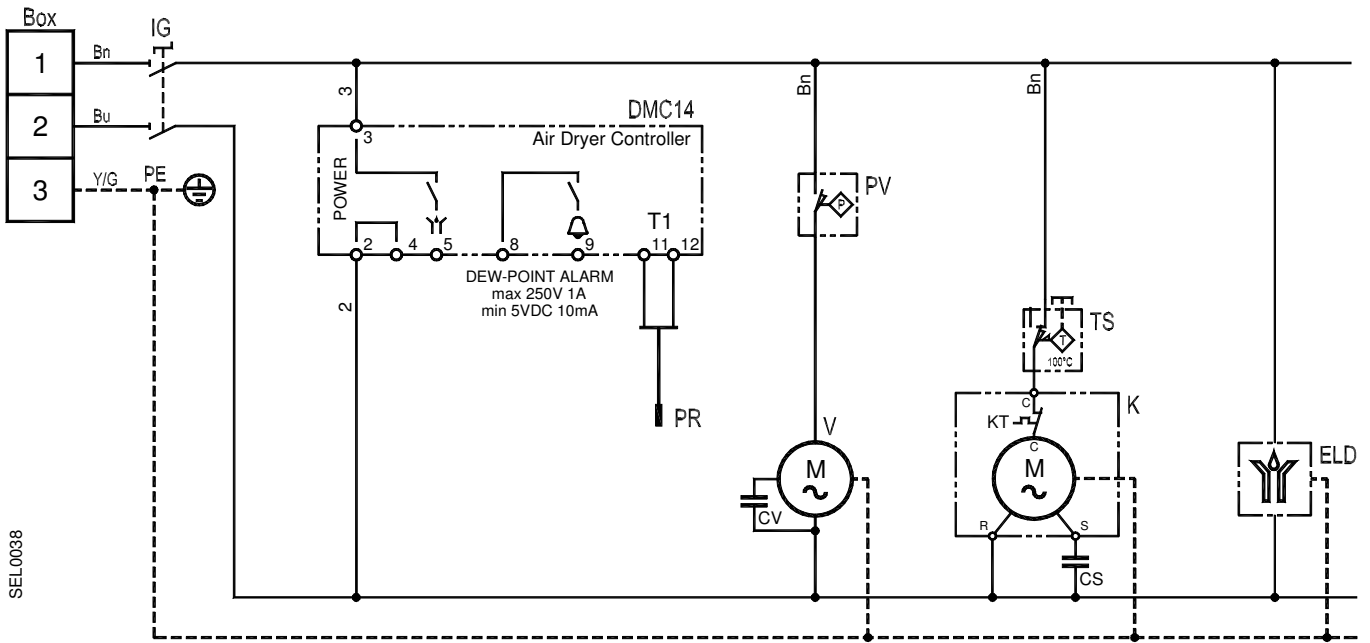 Box
IG
1
Bn
2
Bu
3
Y/G
PE
3
DMC14
3
Air Dryer Controller
POWER
T1
2
4
5
8
9
11
12
DEW-POINT ALARM
max 250V 1A
min 5VDC 10mA
2
PR
Bn
PV
P
V
M
CV
Bn
TS
T
100°C
C
K
KT
C
M
R
S
CS
ELD
SEL0038